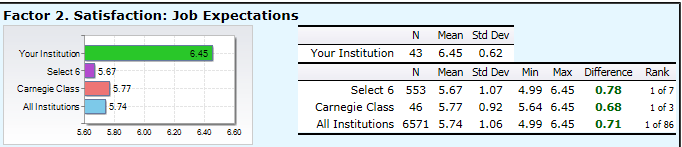 Factor 2. Satisfaction: Job Expectations
Your Institution 6.45
Select 6 5.67
Carnegie Class 5.77
All Institutions 5.74
5.60 5.80 6.00 6.20 6.40 6.60
N Mean Std Dev
Your Institution 43 6.45 0.62
N Mean Std Dev Min Max Difference Rank
Select 6 553 5.67 1.07 4.99 6.45 0.78 1 of 7
Carnegie Class 46 5.77 0.92 5.64 6.45 0.68 1 of 3
All Institutions 6571 5.74 1.06 4.99 6.45 0.71 1 of 86